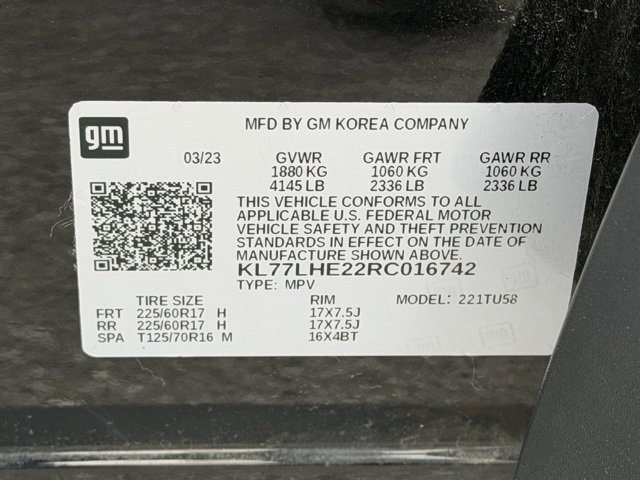 gm
MFD BY GM KOREA COMPANY
03/23 GVWR GAWR FRT GAWR RR
1880 KG 1060 KG 1060 KG
4145 LB 2336 LB 2336 LB
THIS VEHICLE CONFORMS TO ALL
APPLICABLE U.S. FEDERAL MOTOR
VEHICLE SAFETY AND THEFT PREVENTION
STANDARDS IN EFFECT ON THE DATE OF
MANUFACTURE SHOWN ABOVE.
KL77LHE22RC016742
TYPE: MPV
TIRE SIZE RIM MODEL: 221TU58
FRT 225/60R17 H 17X7.5J
RR 225/60R17 H 17X7.5J
SPA T125/70R16 M 16X4BT